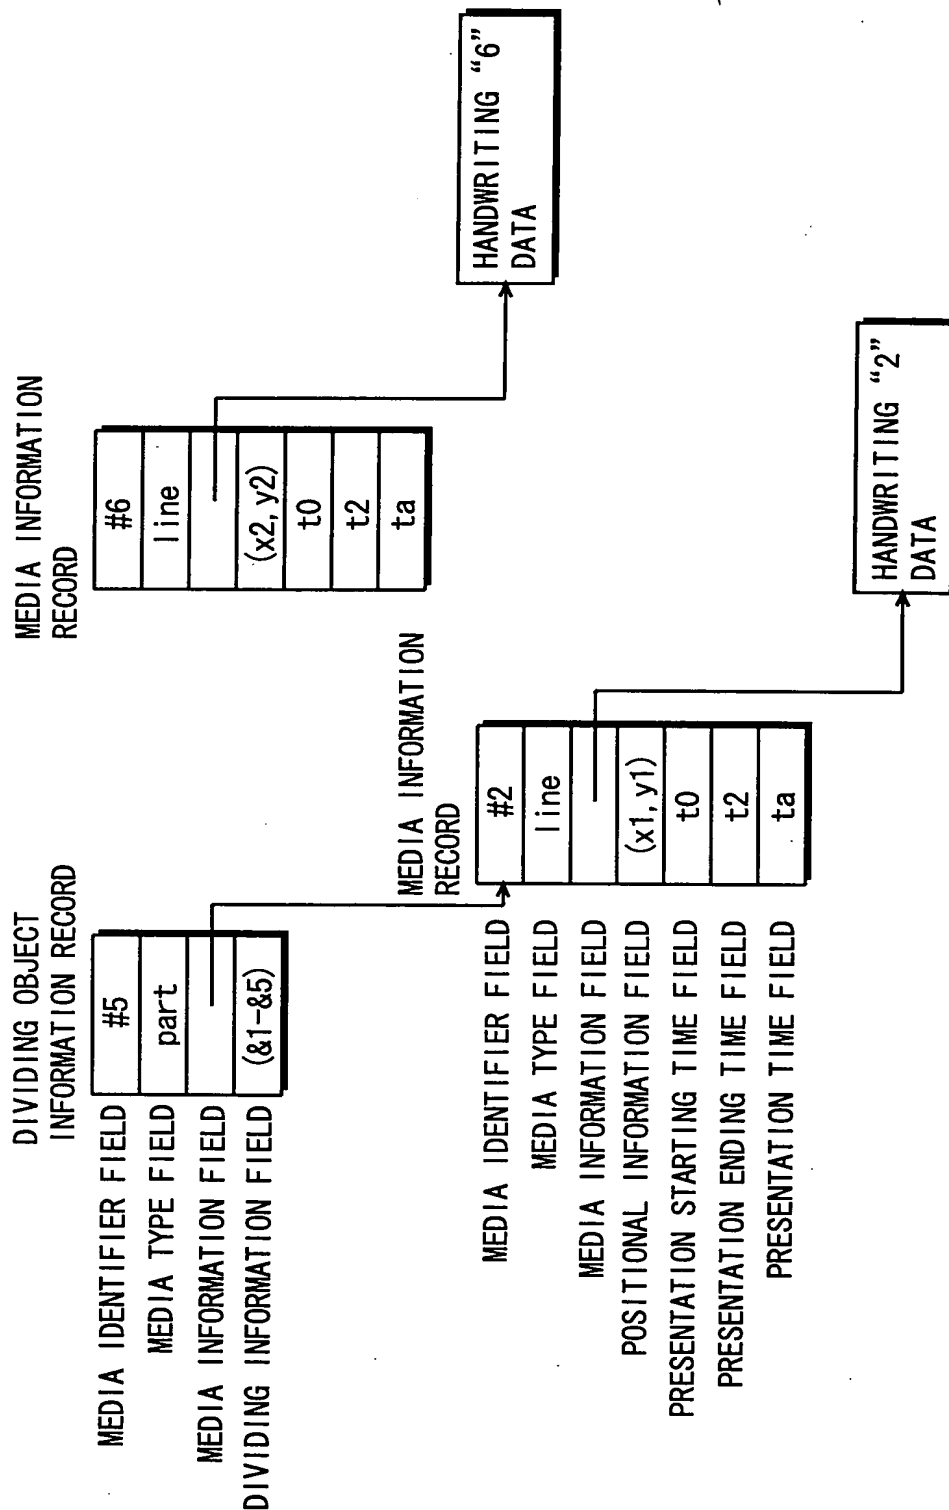 DIVIDING OBJECT
INFORMATION RECORD
MEDIA IDENTIFIER FIELD
#5
MEDIA TYPE FIELD
part
MEDIA INFORMATION FIELD
DIVIDING INFORMATION FIELD
(&1-&5)
MEDIA INFORMATION
RECORD
MEDIA IDENTIFIER FIELD
#2
MEDIA TYPE FIELD
line
MEDIA INFORMATION FIELD
POSITIONAL INFORMATION FIELD
(x1, y1)
PRESENTATION STARTING TIME FIELD
t0
PRESENTATION ENDING TIME FIELD
t2
PRESENTATION TIME FIELD
ta
HANDWRITING “2”
DATA
MEDIA INFORMATION
RECORD
#6
line
(x2, y2)
t0
t2
ta
HANDWRITING “6”
DATA